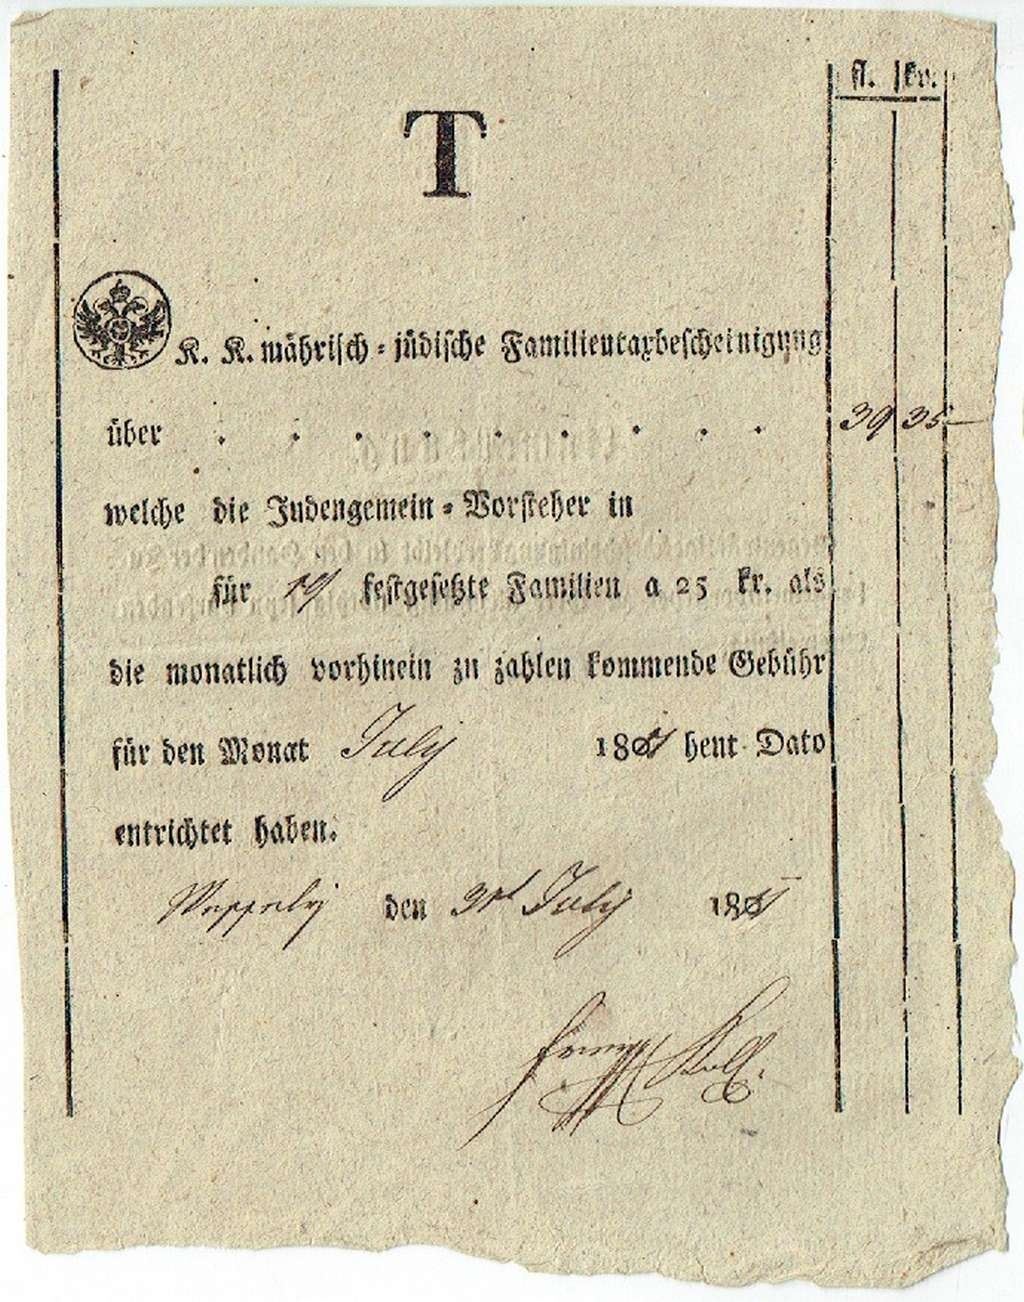 fl. kr.
T
K. K. mährisch-jüdische Familientaxbescheinigung
über . . . . . . . . 39 35
welche die Judengemein-Vorsteher in
für festgesetzte Familien a 25 kr. als
die monatlich vorhinein zu zahlen kommende Gebühr
für den Monat July 18 heut Dato
entrichtet haben.
den July 18